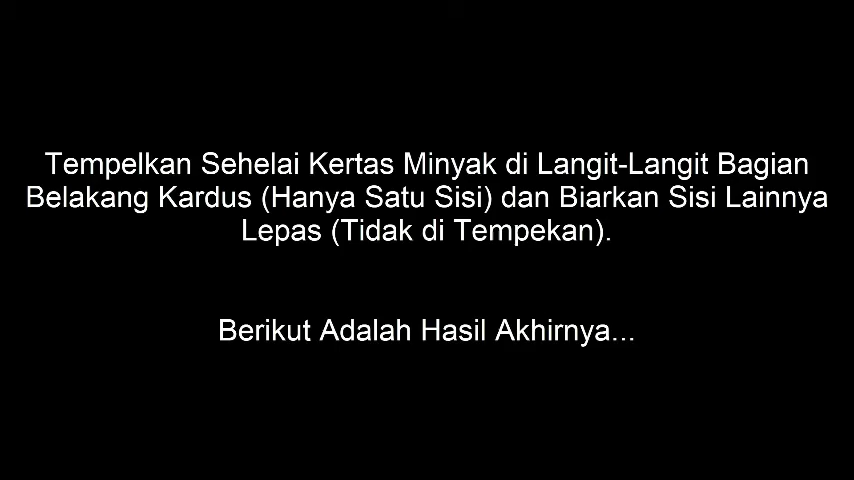 Tempelkan Sehelai Kertas Minyak di Langit-Langit Bagian
Belakang Kardus (Hanya Satu Sisi) dan Biarkan Sisi Lainnya
Lepas (Tidak di Tempekan).
Berikut Adalah Hasil Akhirnya...